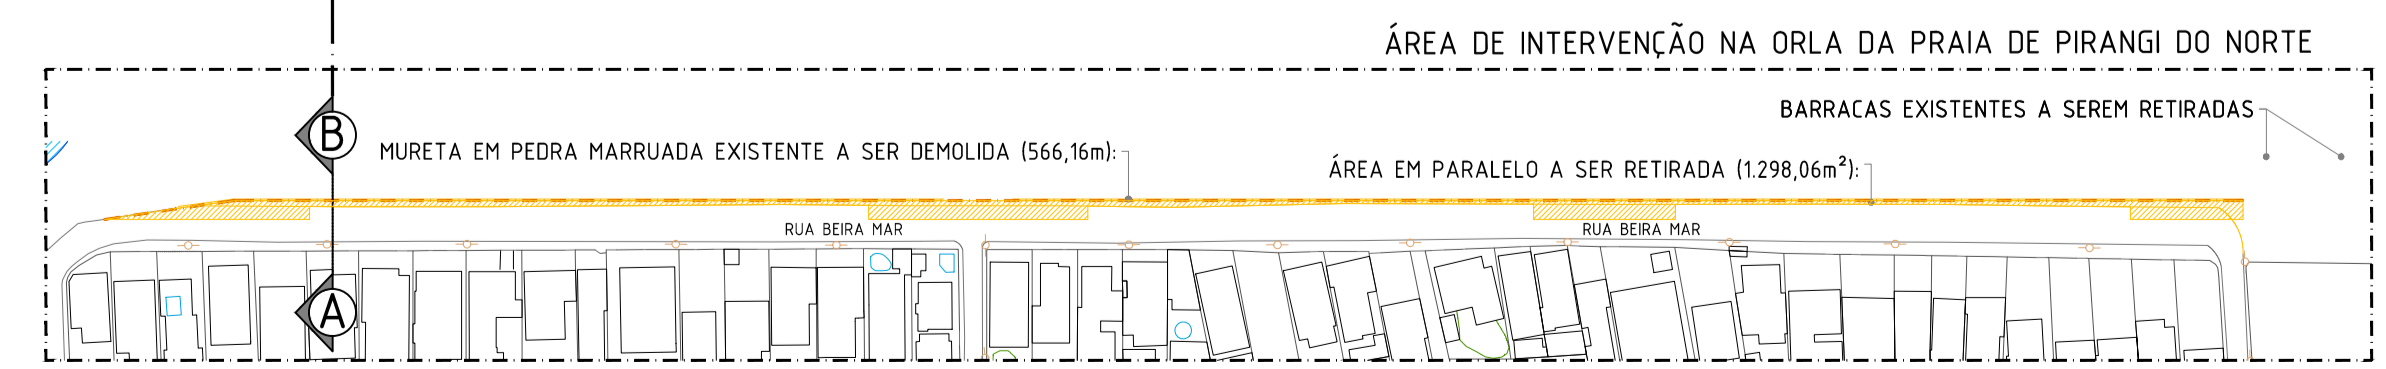 ÁREA DE INTERVENÇÃO NA ORLA DA PRAIA DE PIRANGI DO NORTE
BARRACAS EXISTENTES A SEREM RETIRADAS
B
MURETA EM PEDRA MARRUADA EXISTENTE A SER DEMOLIDA (566,16m):
ÁREA EM PARALELO A SER RETIRADA (1.298,06m²):
RUA BEIRA MAR
RUA BEIRA MAR
A